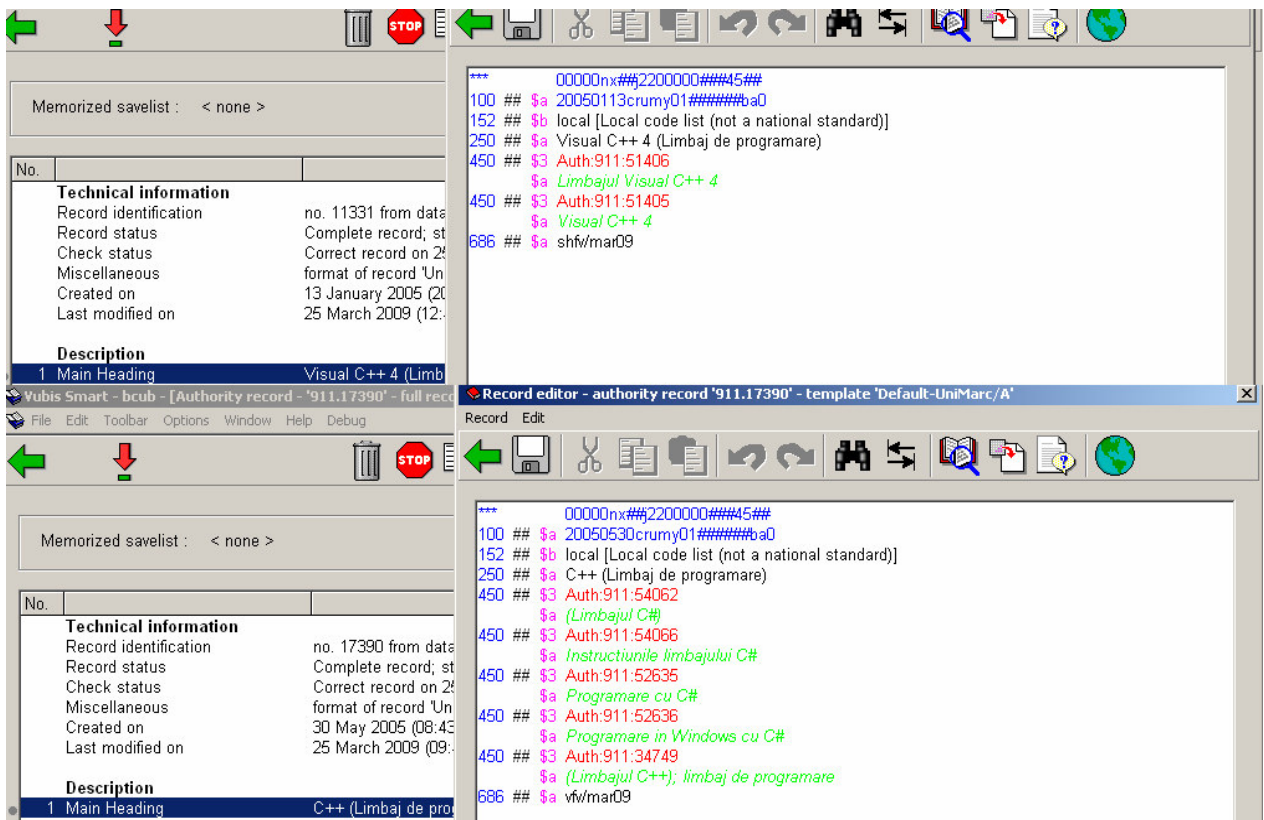 STOP
Memorized savelist : < none >
No.
Technical information
Record identification no. 11331 from data
Record status Complete record; st
Check status Correct record on 25
Miscellaneous format of record 'Un
Created on 13 January 2005 (20
Last modified on 25 March 2009 (12:
Description
1 Main Heading Visual C++ 4 (Limb
*** 00000nx##j2200000###45##
100 ## $a 20050113crumy01######ba0
152 ## $b local [Local code list (not a national standard)]
250 ## $a Visual C++ 4 (Limbaj de programare)
450 ## $3 Auth:911:51406
$a Limbajul Visual C++ 4
450 ## $3 Auth:911:51405
$a Visual C++ 4
686 ## $a shfv/mar09
Vubis Smart - bcub - [Authority record - '911.17390' - full reco
File Edit Toolbar Options Window Help Debug
STOP
Memorized savelist : < none >
No.
Technical information
Record identification no. 17390 from data
Record status Complete record; st
Check status Correct record on 25
Miscellaneous format of record 'Un
Created on 30 May 2005 (08:43
Last modified on 25 March 2009 (09:
Description
1 Main Heading C++ (Limbaj de pro
Record editor - authority record '911.17390' - template 'Default-UniMarc/A'
Record Edit
*** 00000nx##j2200000###45##
100 ## $a 20050530crumy01######ba0
152 ## $b local [Local code list (not a national standard)]
250 ## $a C++ (Limbaj de programare)
450 ## $3 Auth:911:54062
$a (Limbajul C#)
450 ## $3 Auth:911:54066
$a Instructiunile limbajului C#
450 ## $3 Auth:911:52635
$a Programare cu C#
450 ## $3 Auth:911:52636
$a Programare in Windows cu C#
450 ## $3 Auth:911:34749
$a (Limbajul C++); limbaj de programare
686 ## $a vfv/mar09